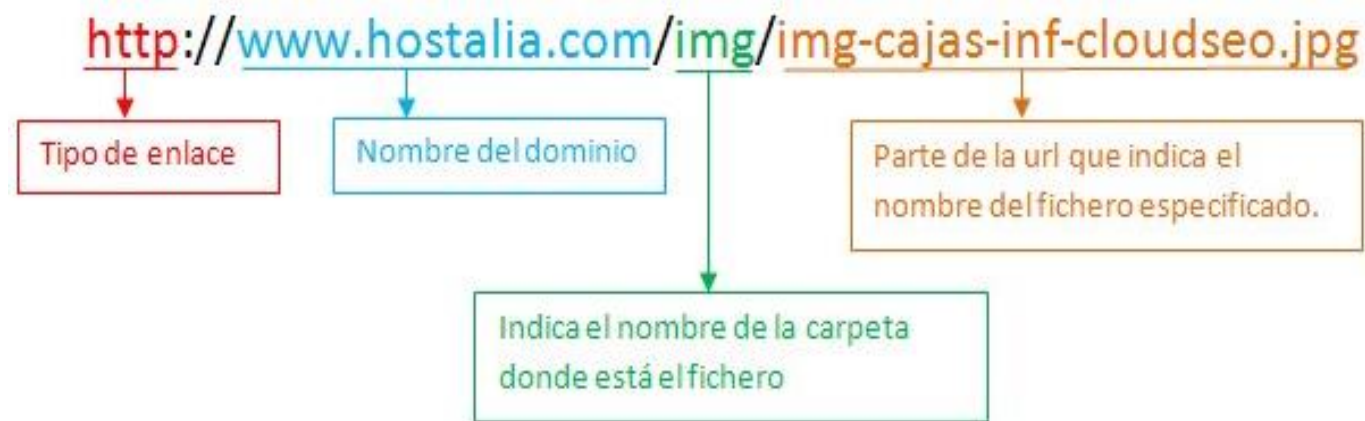 http://www.hostalia.com/img/img-cajas-inf-cloudseo.jpg
Tipo de enlace
Nombre del dominio
Parte de la url que indica el
nombre del fichero especificado.
Indica el nombre de la carpeta
donde está el fichero